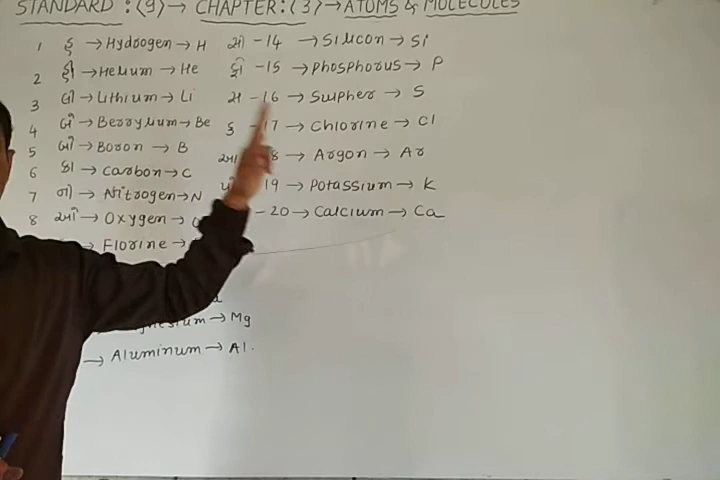 STANDARD : (9) → CHAPTER : (3) → ATOMS & MOLECULES
1 હ → Hydrogen → H
2 હી → Helium → He
3 લી → Lithium → Li
4 બે → Berrylium → Be
5 બો → Boron → B
6 કા → Carbon → C
7 ના → Nitrogen → N
8 ઓ → Oxygen →
→ Florine →
→ Mg
→ Aluminum → Al.
-14 → Silicon → Si
-15 → Phosphorus → P
-16 → Sulpher → S
-17 → Chlorine → Cl
8 → Argon → Ar
19 → Potassium → K
-20 → Calcium → Ca